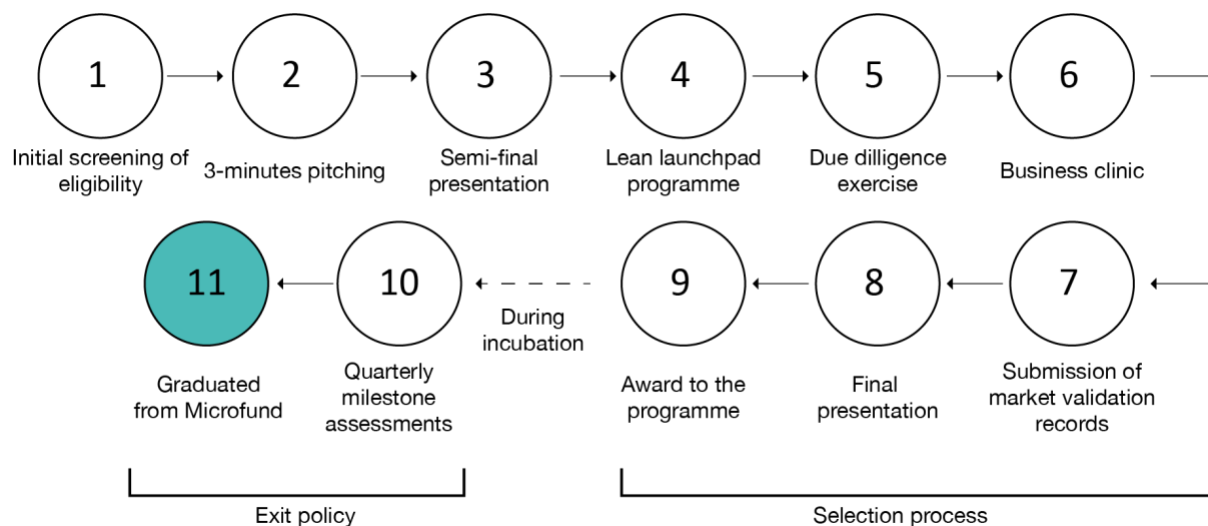 1
2
3
4
5
6
Initial screening of
eligibility
3-minutes pitching
Semi-final
presentation
Lean launchpad
programme
Due dilligence
exercise
Business clinic
11
10
9
8
7
During
incubation
Graduated
from Microfund
Quarterly
milestone
assessments
Award to the
programme
Final
presentation
Submission of
market validation
records
Exit policy
Selection process